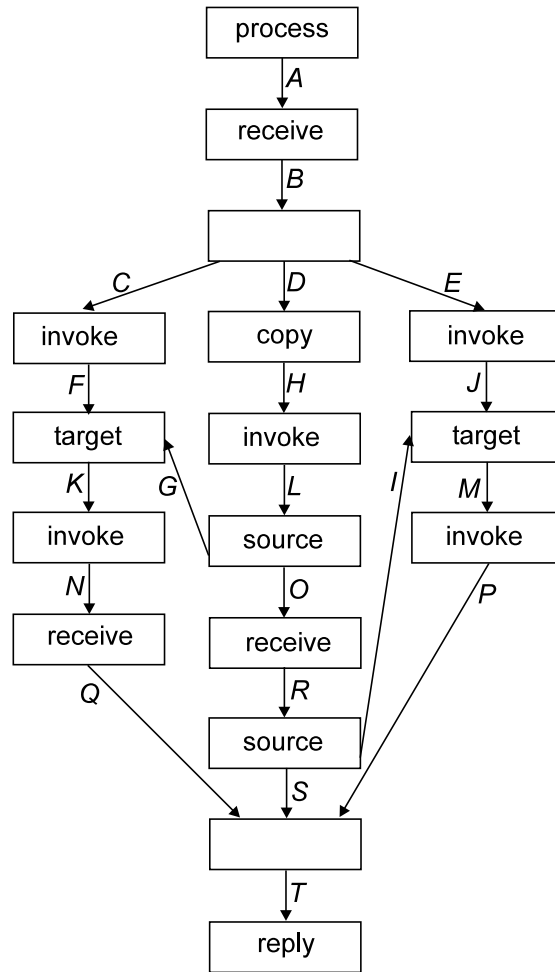 process
A
receive
B
C
D
E
invoke
copy
invoke
F
H
J
target
invoke
target
K
G
L
I
M
invoke
source
invoke
N
O
P
receive
receive
Q
R
source
S
T
reply